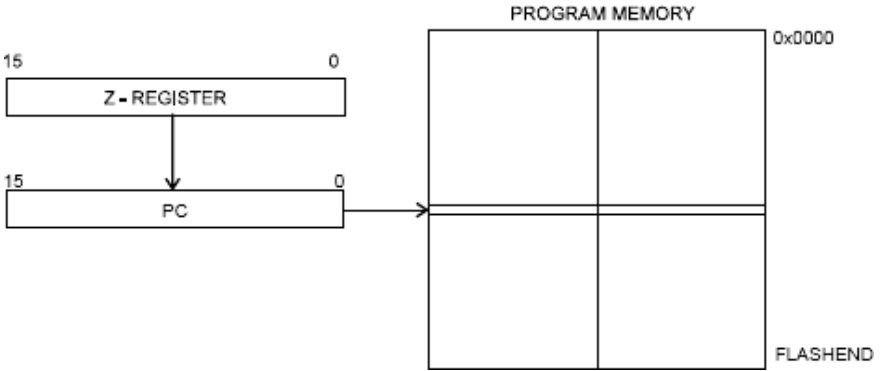 PROGRAM MEMORY
0x0000
15 0
Z - REGISTER
15 0
PC
FLASHEND